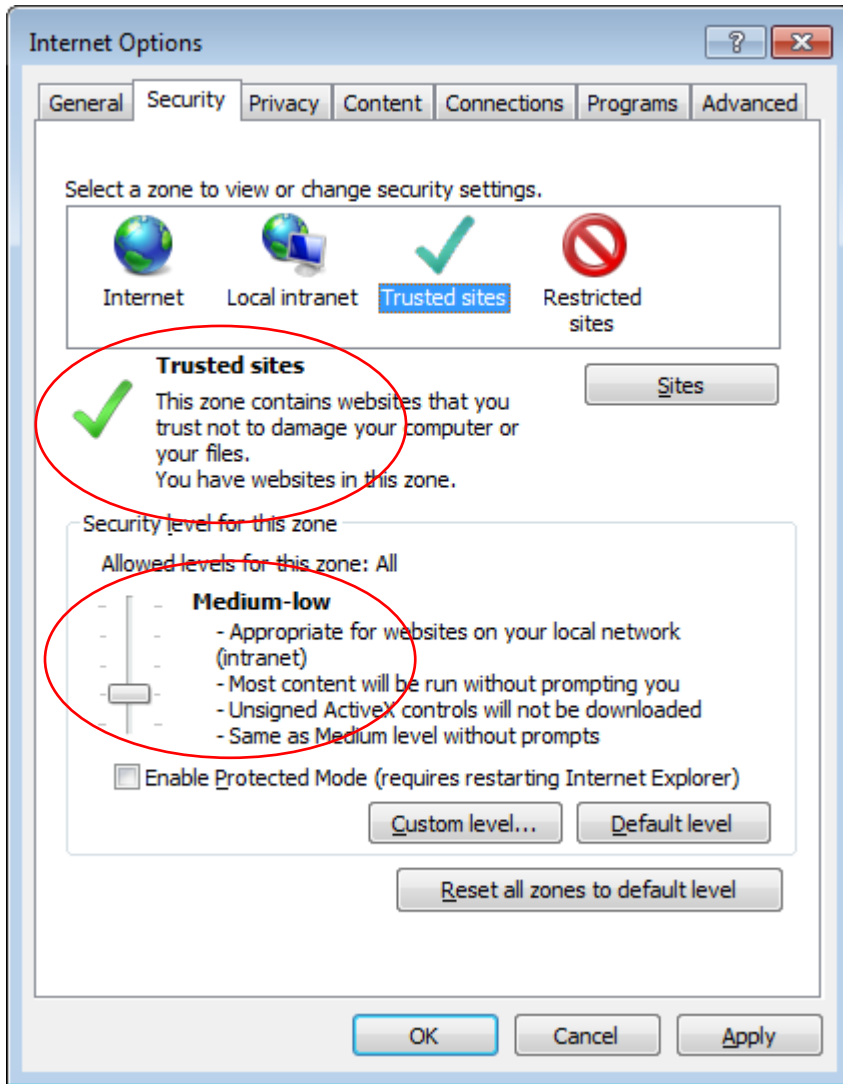 Internet Options
General Security Privacy Content Connections Programs Advanced
Select a zone to view or change security settings.
Internet Local intranet Trusted sites Restricted
sites
Trusted sites
Sites
This zone contains websites that you
trust not to damage your computer or
your files.
You have websites in this zone.
Security level for this zone
Allowed levels for this zone: All
Medium-low
- Appropriate for websites on your local network
(intranet)
- Most content will be run without prompting you
- Unsigned ActiveX controls will not be downloaded
- Same as Medium level without prompts
Enable Protected Mode (requires restarting Internet Explorer)
Custom level... Default level
Reset all zones to default level
OK Cancel Apply